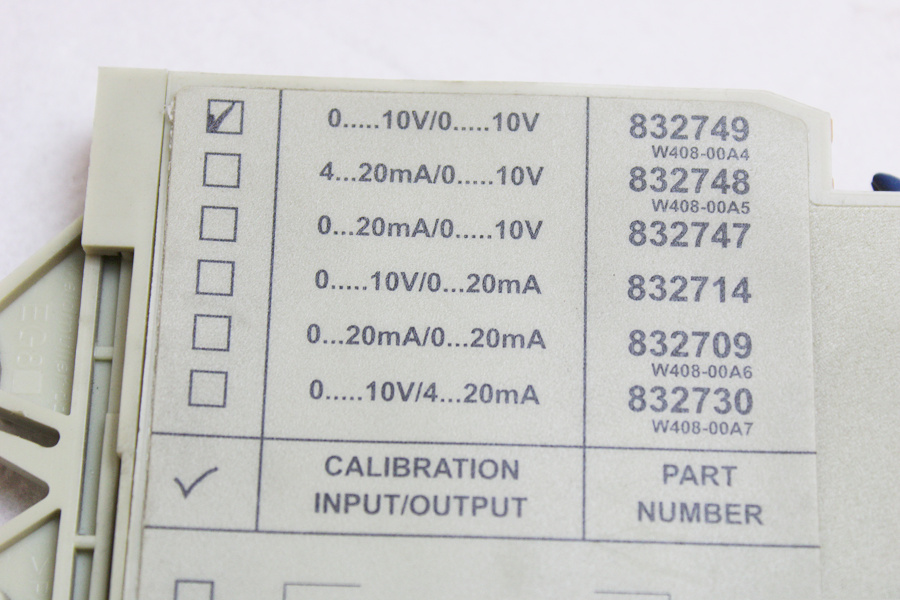 0.....10V/0.....10V 832749
W408-00A4
4...20mA/0.....10V 832748
W408-00A5
0...20mA/0.....10V 832747
0.....10V/0...20mA 832714
0...20mA/0...20mA 832709
W408-00A6
0.....10V/4...20mA 832730
W408-00A7
CALIBRATION PART
INPUT/OUTPUT NUMBER